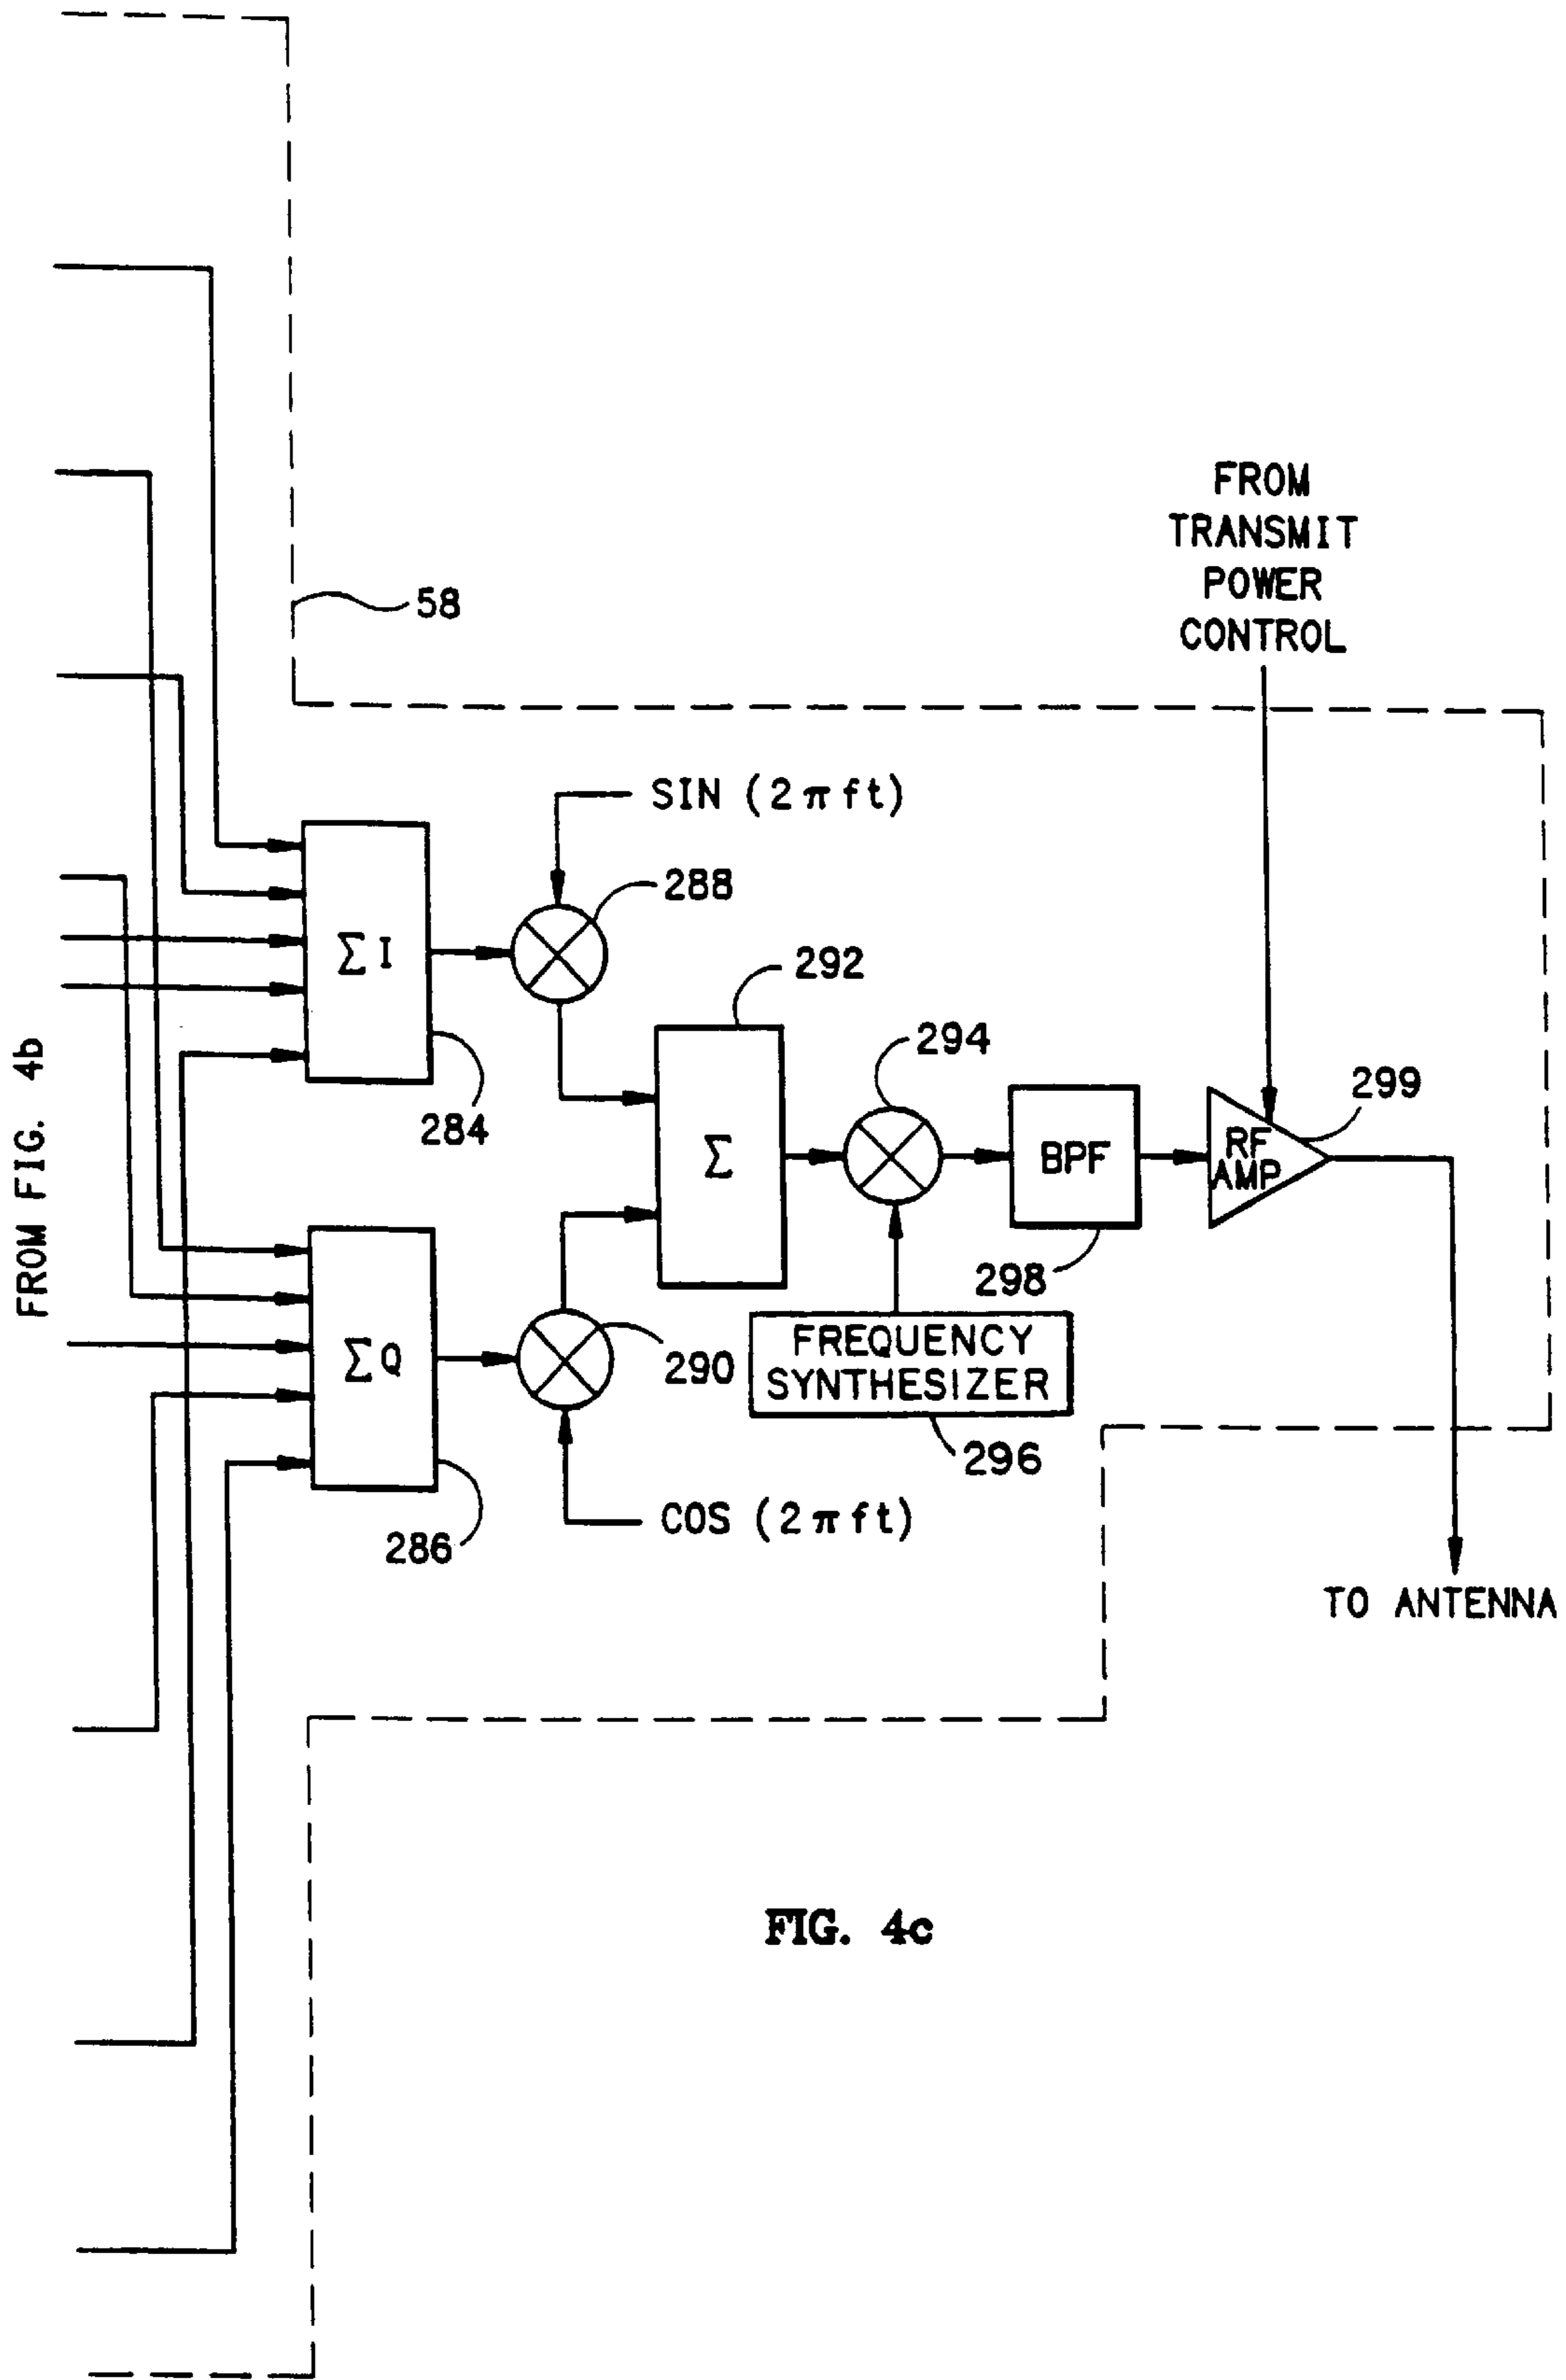 FROM
TRANSMIT
POWER
CONTROL
58
SIN (2πft)
288
ΣI
292
284
294
299
FROM FIG. 4b
Σ
BPF
RF
AMP
298
ΣQ
290
FREQUENCY
SYNTHESIZER
296
COS (2πft)
286
TO ANTENNA
FIG. 4c